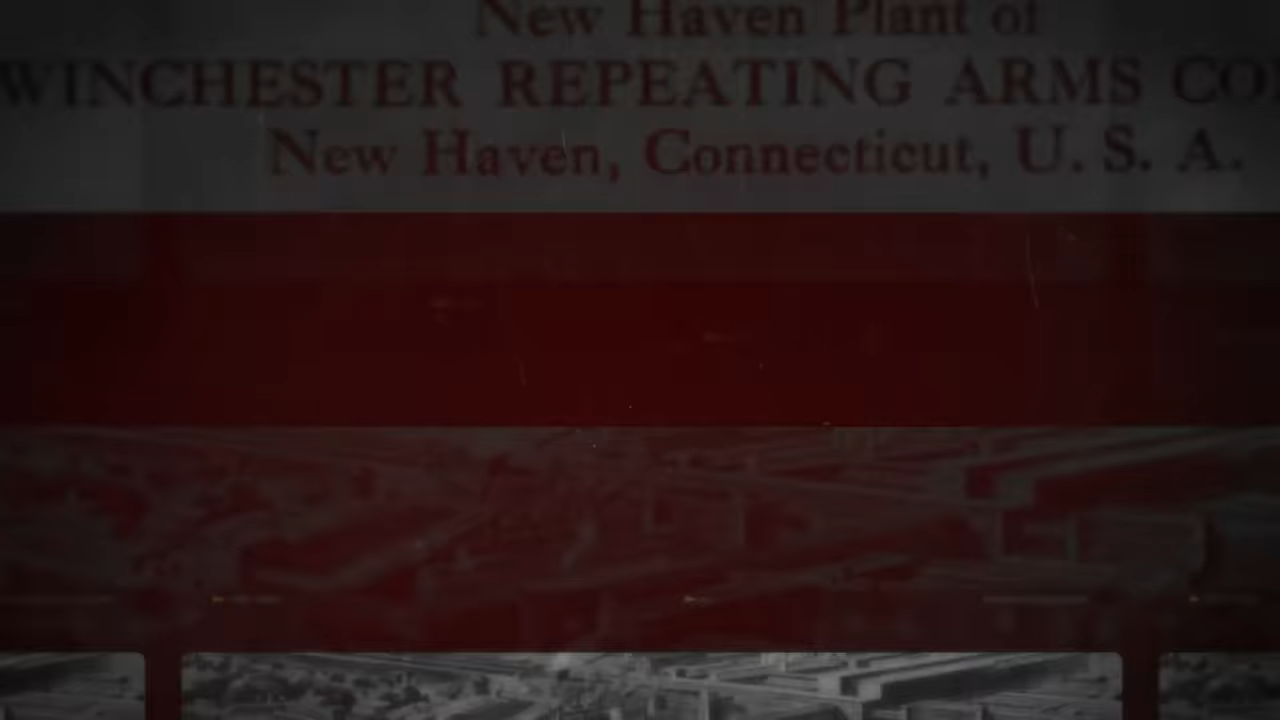 New Haven Plant of
WINCHESTER REPEATING ARMS CO
New Haven, Connecticut, U. S. A.